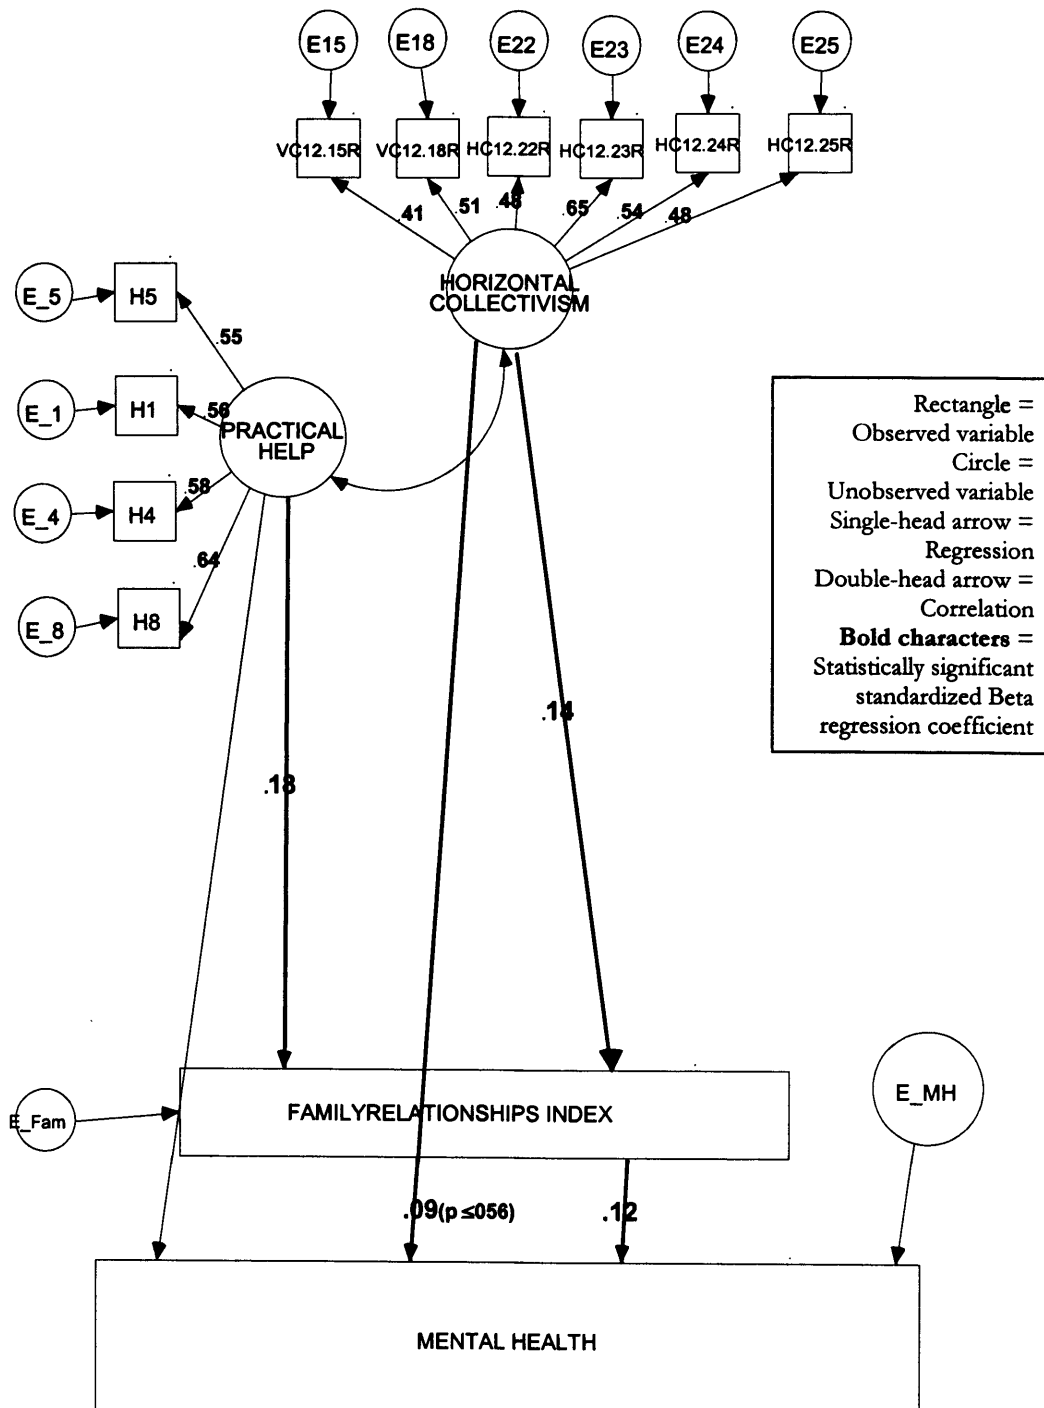 E15
E18
E22
E23
E24
E25
VC12.15R
VC12.18R
HC12.22R
HC12.23R
HC12.24R
HC12.25R
.41
.51
.48
.65
.54
.48
HORIZONTAL
COLLECTIVISM
E_5
H5
.55
E_1
H1
.56
PRACTICAL
HELP
E_4
H4
.58
E_8
H8
.64
Rectangle =
Observed variable
Circle =
Unobserved variable
Single-head arrow =
Regression
Double-head arrow =
Correlation
Bold characters =
Statistically significant
standardized Beta
regression coefficient
.14
.18
E_Fam
FAMILYRELATIONSHIPS INDEX
E_MH
.09(p ≤056)
.12
MENTAL HEALTH